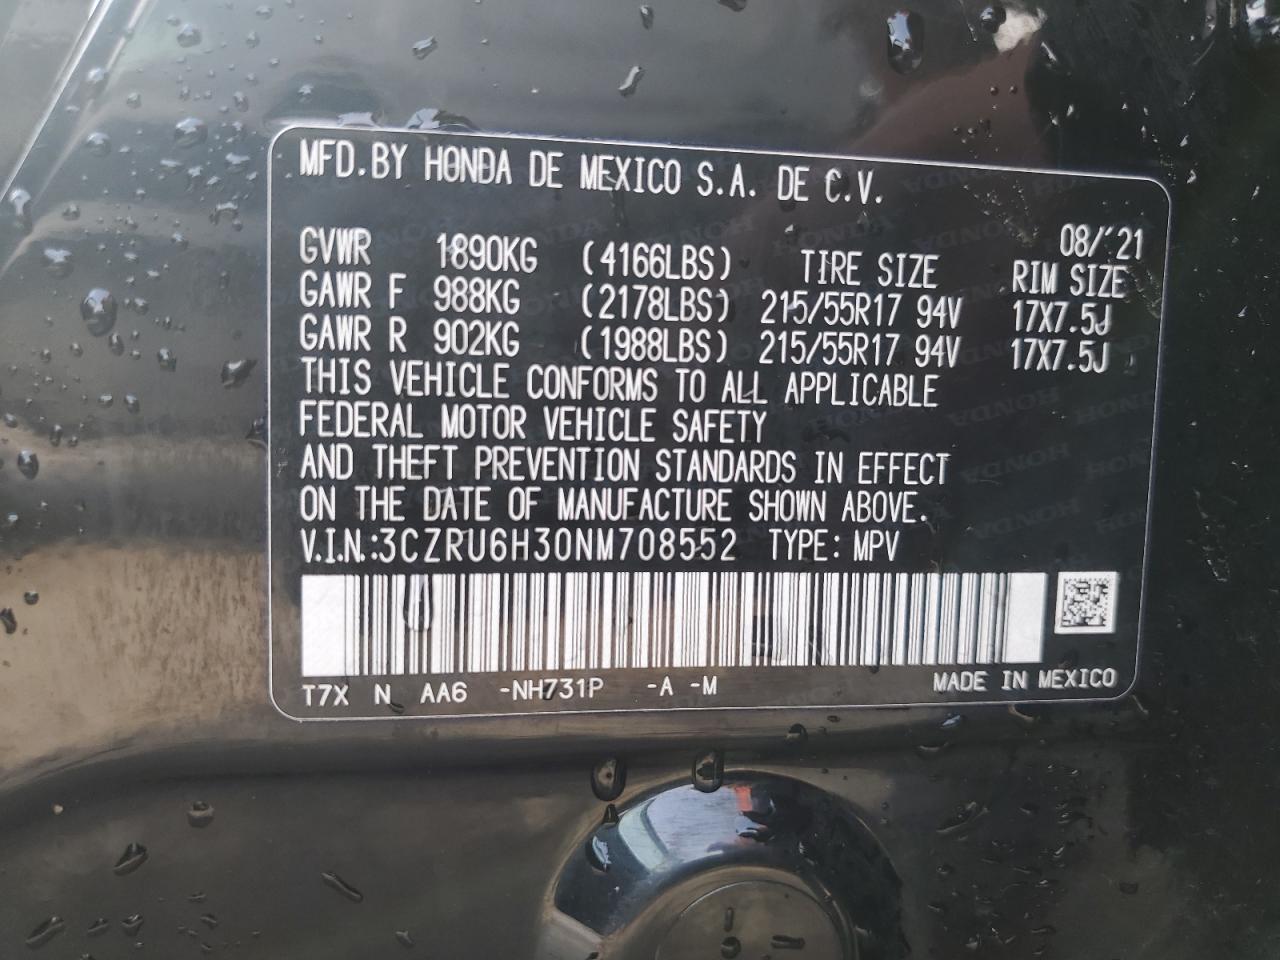 MFD.BY HONDA DE MEXICO S.A. DE C.V.
08/'21
GVWR 1890KG (4166LBS) TIRE SIZE RIM SIZE
GAWR F 988KG (2178LBS) 215/55R17 94V 17X7.5J
GAWR R 902KG (1988LBS) 215/55R17 94V 17X7.5J
THIS VEHICLE CONFORMS TO ALL APPLICABLE
FEDERAL MOTOR VEHICLE SAFETY
AND THEFT PREVENTION STANDARDS IN EFFECT
ON THE DATE OF MANUFACTURE SHOWN ABOVE.
V.I.N.:3CZRU6H30NM708552 TYPE: MPV
T7X N AA6 -NH731P -A -M MADE IN MEXICO